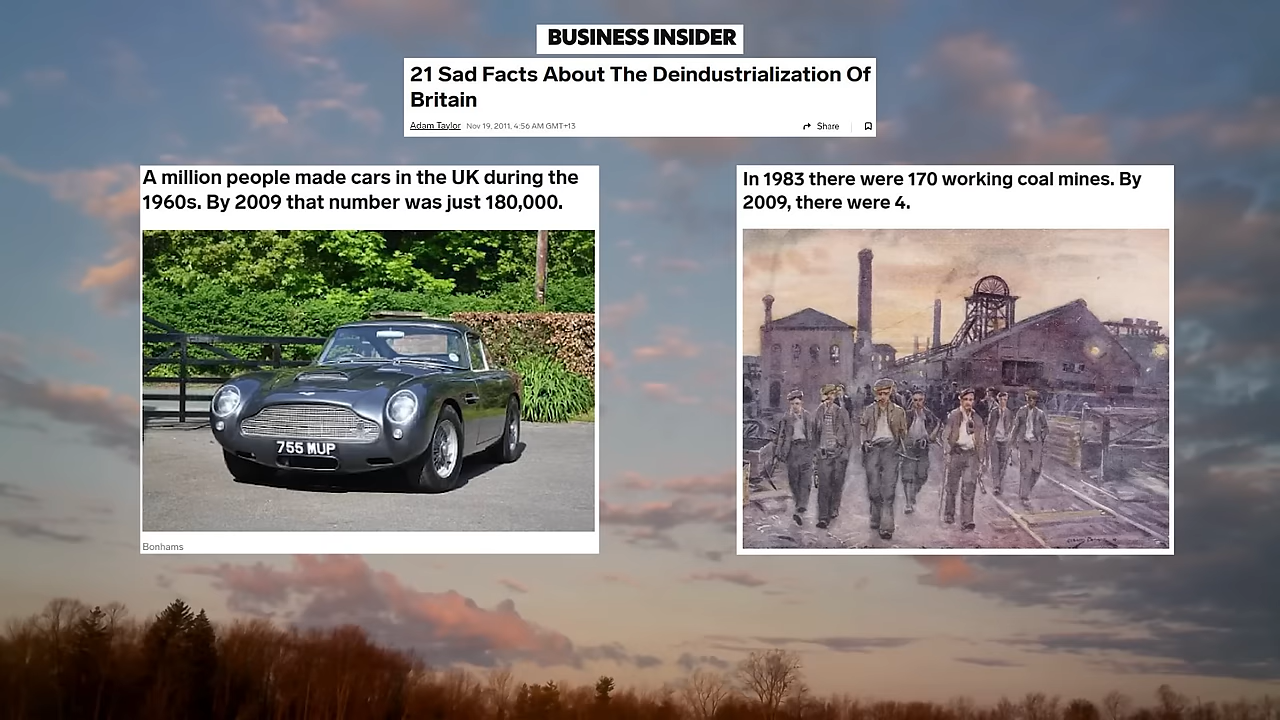 BUSINESS INSIDER
21 Sad Facts About The Deindustrialization Of
Britain
Adam Taylor Nov 19, 2011, 4:56 AM GMT+13
Share
A million people made cars in the UK during the
1960s. By 2009 that number was just 180,000.
755 MUP
Bonhams
In 1983 there were 170 working coal mines. By
2009, there were 4.